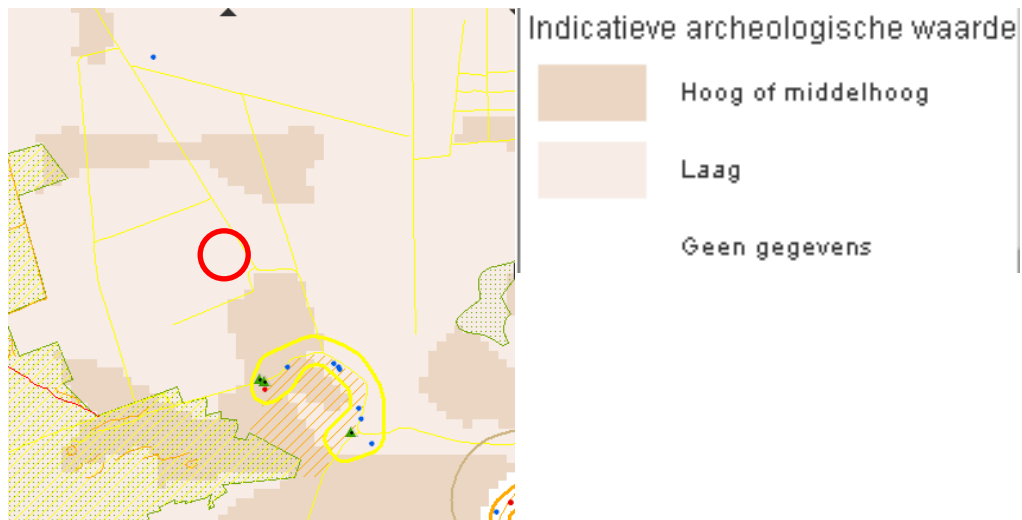 Indicatieve archeologische waarde
Hoog of middelhoog
Laag
Geen gegevens